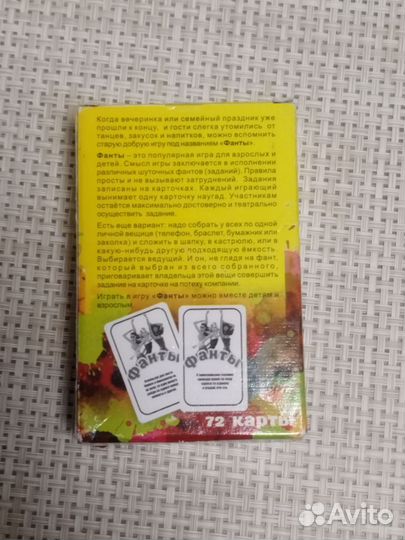 Когда вечеринка или семейный праздник уже
прошли к концу, и гости слегка утомились от
танцев, закусок и напитков, можно вспомнить
старую добрую игру под названием «Фанты»
Фанты – это популярная игра для взрослых и
детей. Смысл игры заключается в исполнении
различных шуточных фантов (заданий). Правила
просты и не вызывают затруднений. Задания
записаны на карточках. Каждый играющий
вынимает одну карточку наугад. Участникам
остаётся максимально достоверно и театрально
осуществить задание.
Есть еще вариант: надо собрать у всех по одной
личной вещице (телефон, браслет, бумажник или
заколка) и сложить в шапку, в кастрюлю, или в
какую-нибудь другую подходящую ёмкость.
Выбирается ведущий. И он, не глядя на фант,
который выбран из всего собранного,
приговаривает владельца этой вещи совершить
задание на карточке на потеху компании.
Играть в игру «Фанты» можно вместе детям и
взрослым.
Фанты
Фанты
72 карты
Avito